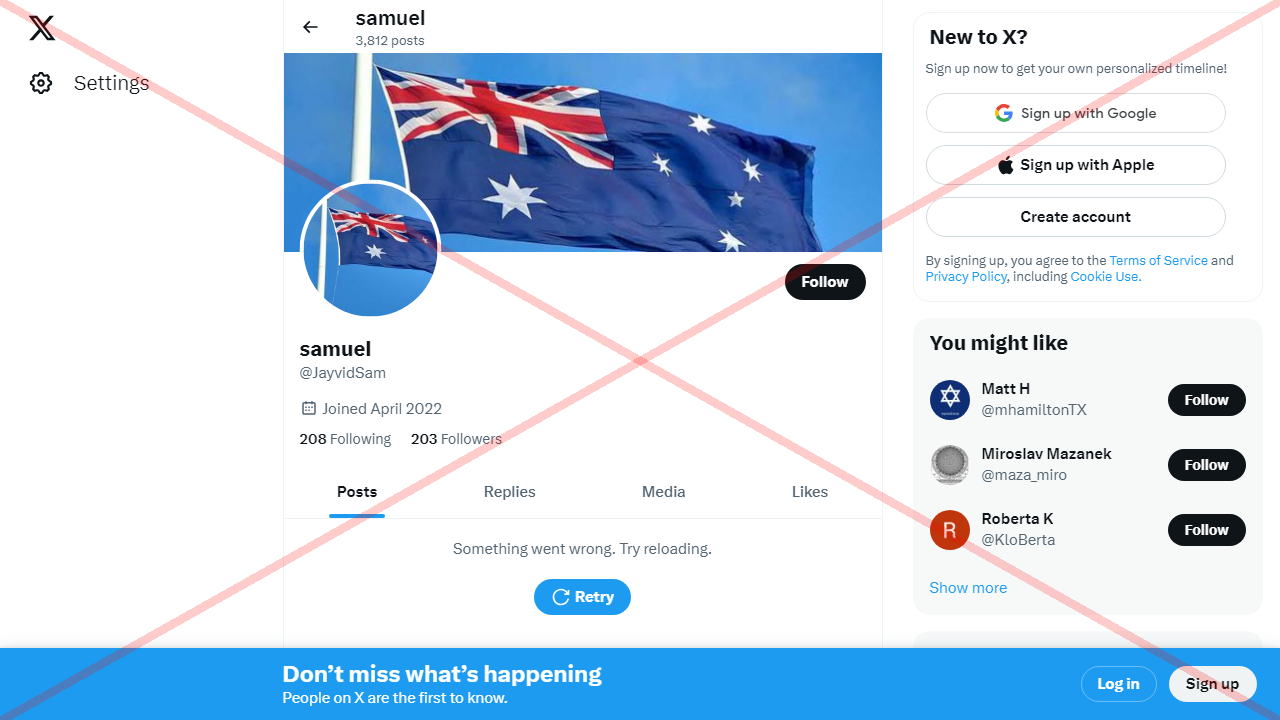 Settings
samuel
3,812 posts
Follow
samuel
@JayvidSam
Joined April 2022
208 Following 203 Followers
Posts Replies Media Likes
Something went wrong. Try reloading.
Retry
New to X?
Sign up now to get your own personalized timeline!
Sign up with Google
Sign up with Apple
Create account
By signing up, you agree to the Terms of Service and
Privacy Policy, including Cookie Use.
You might like
Matt H
@mhamiltonTX
Follow
Miroslav Mazanek
@maza_miro
Follow
R
Roberta K
@KloBerta
Follow
Show more
Don’t miss what’s happening
People on X are the first to know.
Log in
Sign up